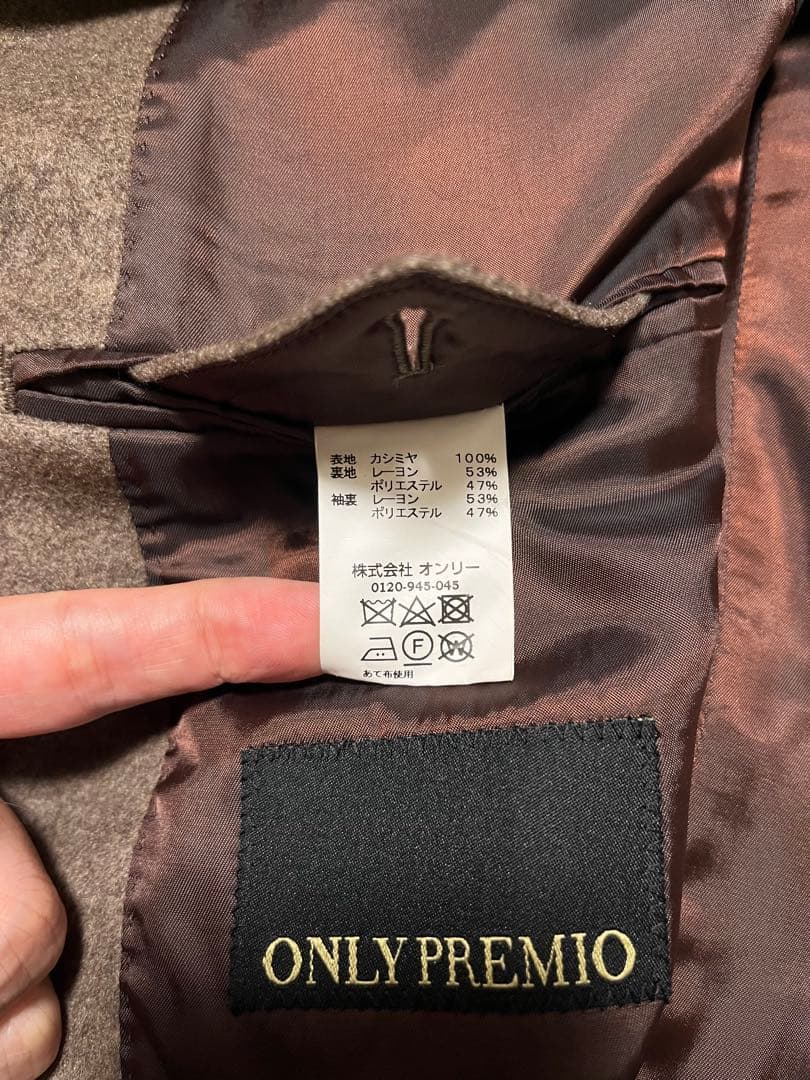 表地 カシミヤ 100%
裏地 レーヨン 53%
ポリエステル 47%
袖裏 レーヨン 53%
ポリエステル 47%
株式会社 オンリー
0120-945-045
F W
あて布使用
ONLY PREMIO